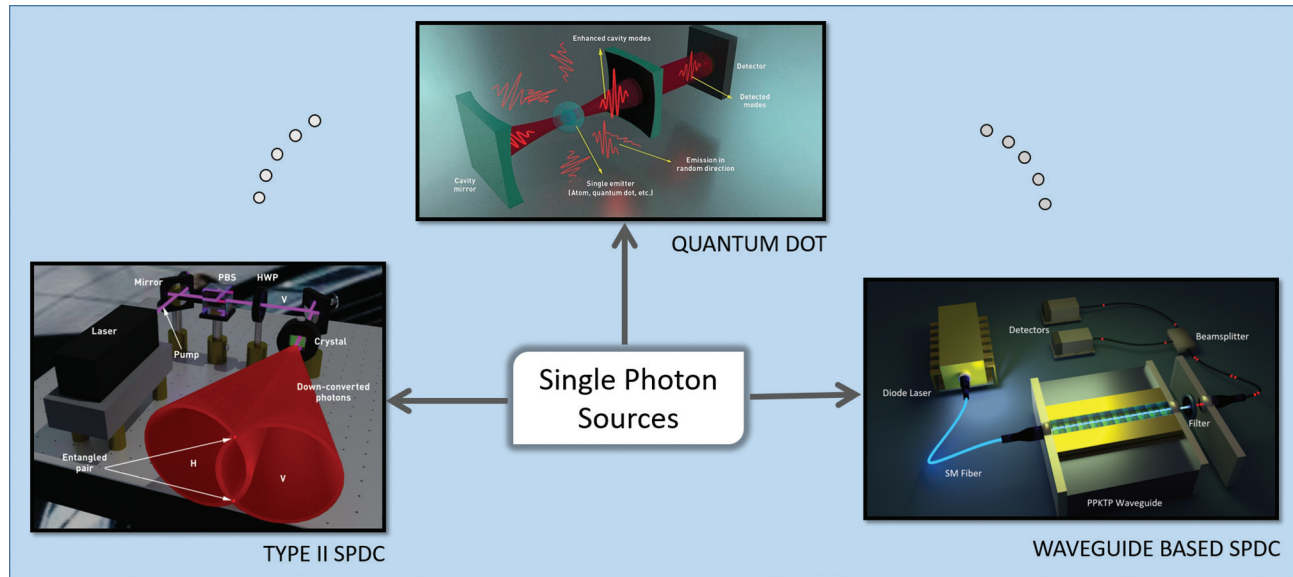 Enhanced cavity modes
Detector
Detected
modes
Emission in
random direction
Single emitter
(Atom, quantum dot, etc.)
Cavity
mirror
QUANTUM DOT
Mirror
PBS
HWP
V
Laser
Pump
Crystal
Down-converted
photons
Entangled
pair
H
V
TYPE II SPDC
Single Photon
Sources
Detectors
Beamsplitter
Diode Laser
Filter
SM Fiber
PPKTP Waveguide
WAVEGUIDE BASED SPDC